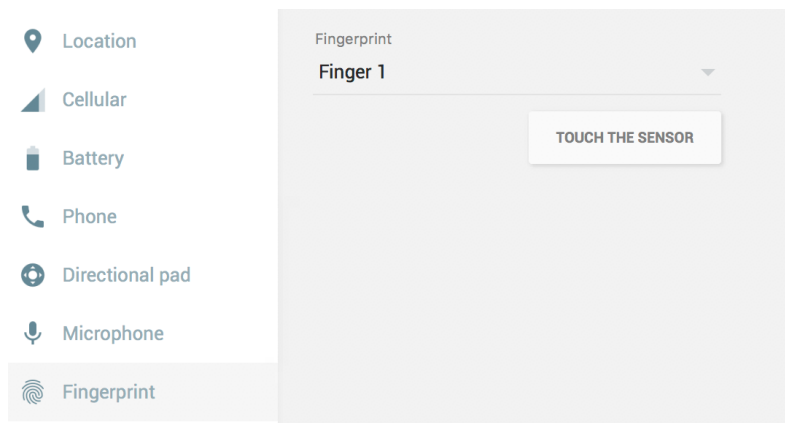 Location
Cellular
Battery
Phone
Directional pad
Microphone
Fingerprint
Fingerprint
Finger 1
TOUCH THE SENSOR